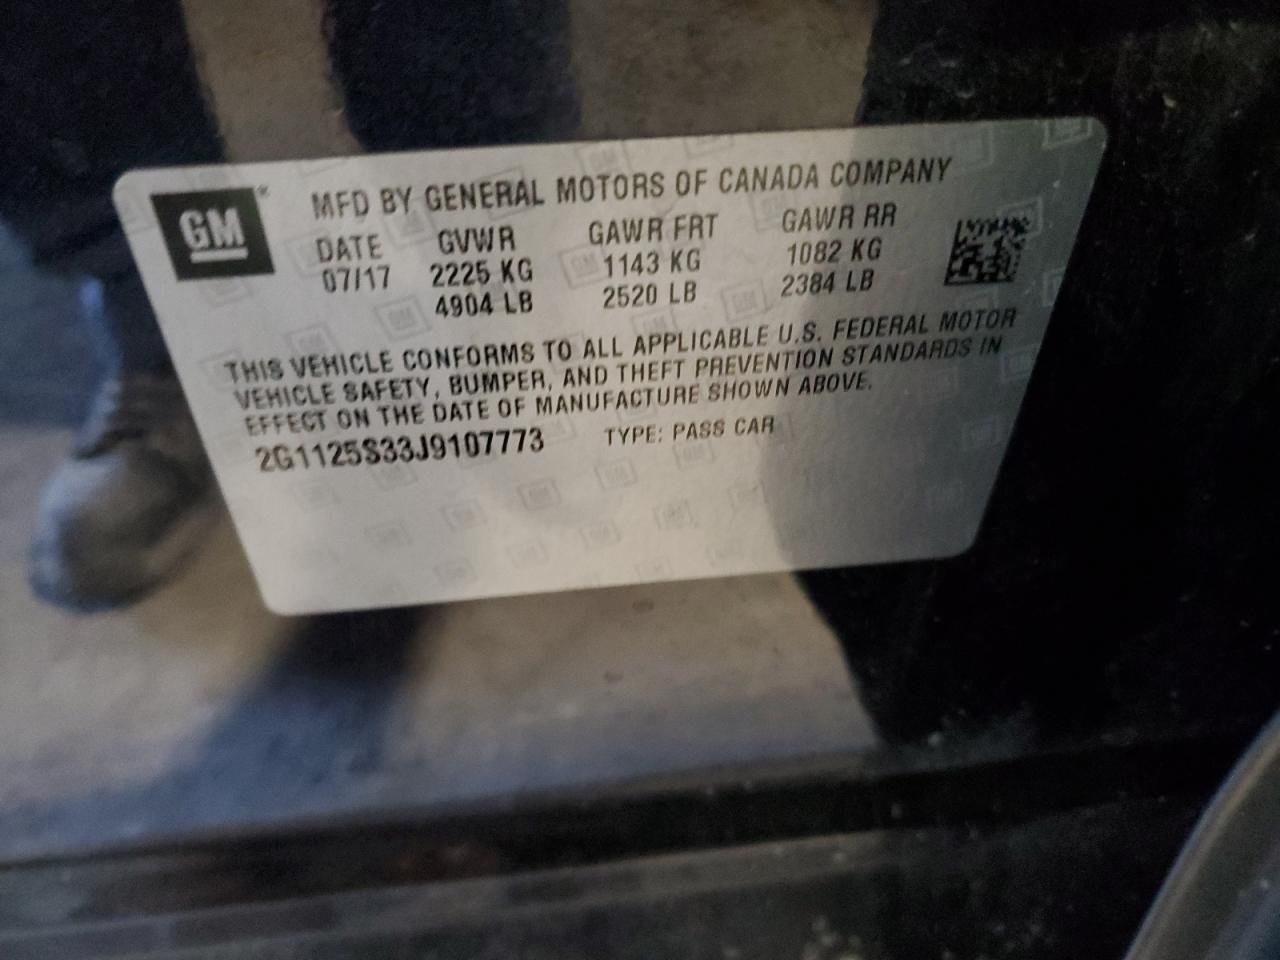 GM
MFD BY GENERAL MOTORS OF CANADA COMPANY
DATE GVWR GAWR FRT GAWR RR
07/17 2225 KG 1143 KG 1082 KG
4904 LB 2520 LB 2384 LB
THIS VEHICLE CONFORMS TO ALL APPLICABLE U.S. FEDERAL MOTOR
VEHICLE SAFETY, BUMPER, AND THEFT PREVENTION STANDARDS IN
EFFECT ON THE DATE OF MANUFACTURE SHOWN ABOVE.
2G1125S33J9107773 TYPE: PASS CAR